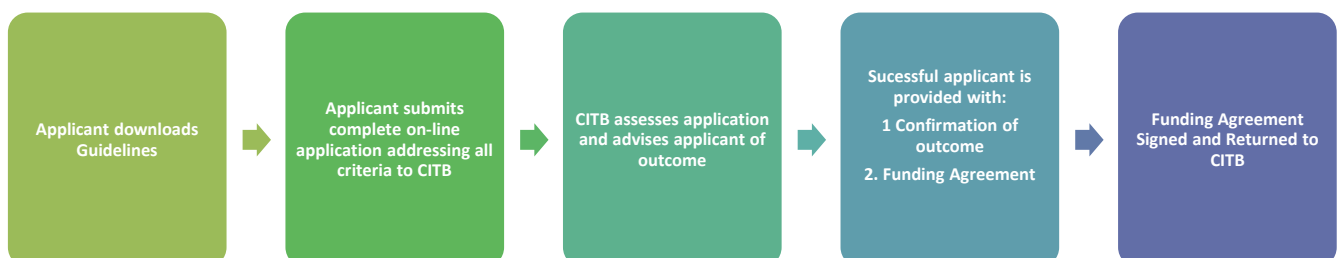 Applicant downloads
Guidelines
Applicant submits
complete on-line
application addressing all
criteria to CITB
CITB assesses application
and advises applicant of
outcome
Sucessful applicant is
provided with:
1 Confirmation of
outcome
2. Funding Agreement
Funding Agreement
Signed and Returned to
CITB